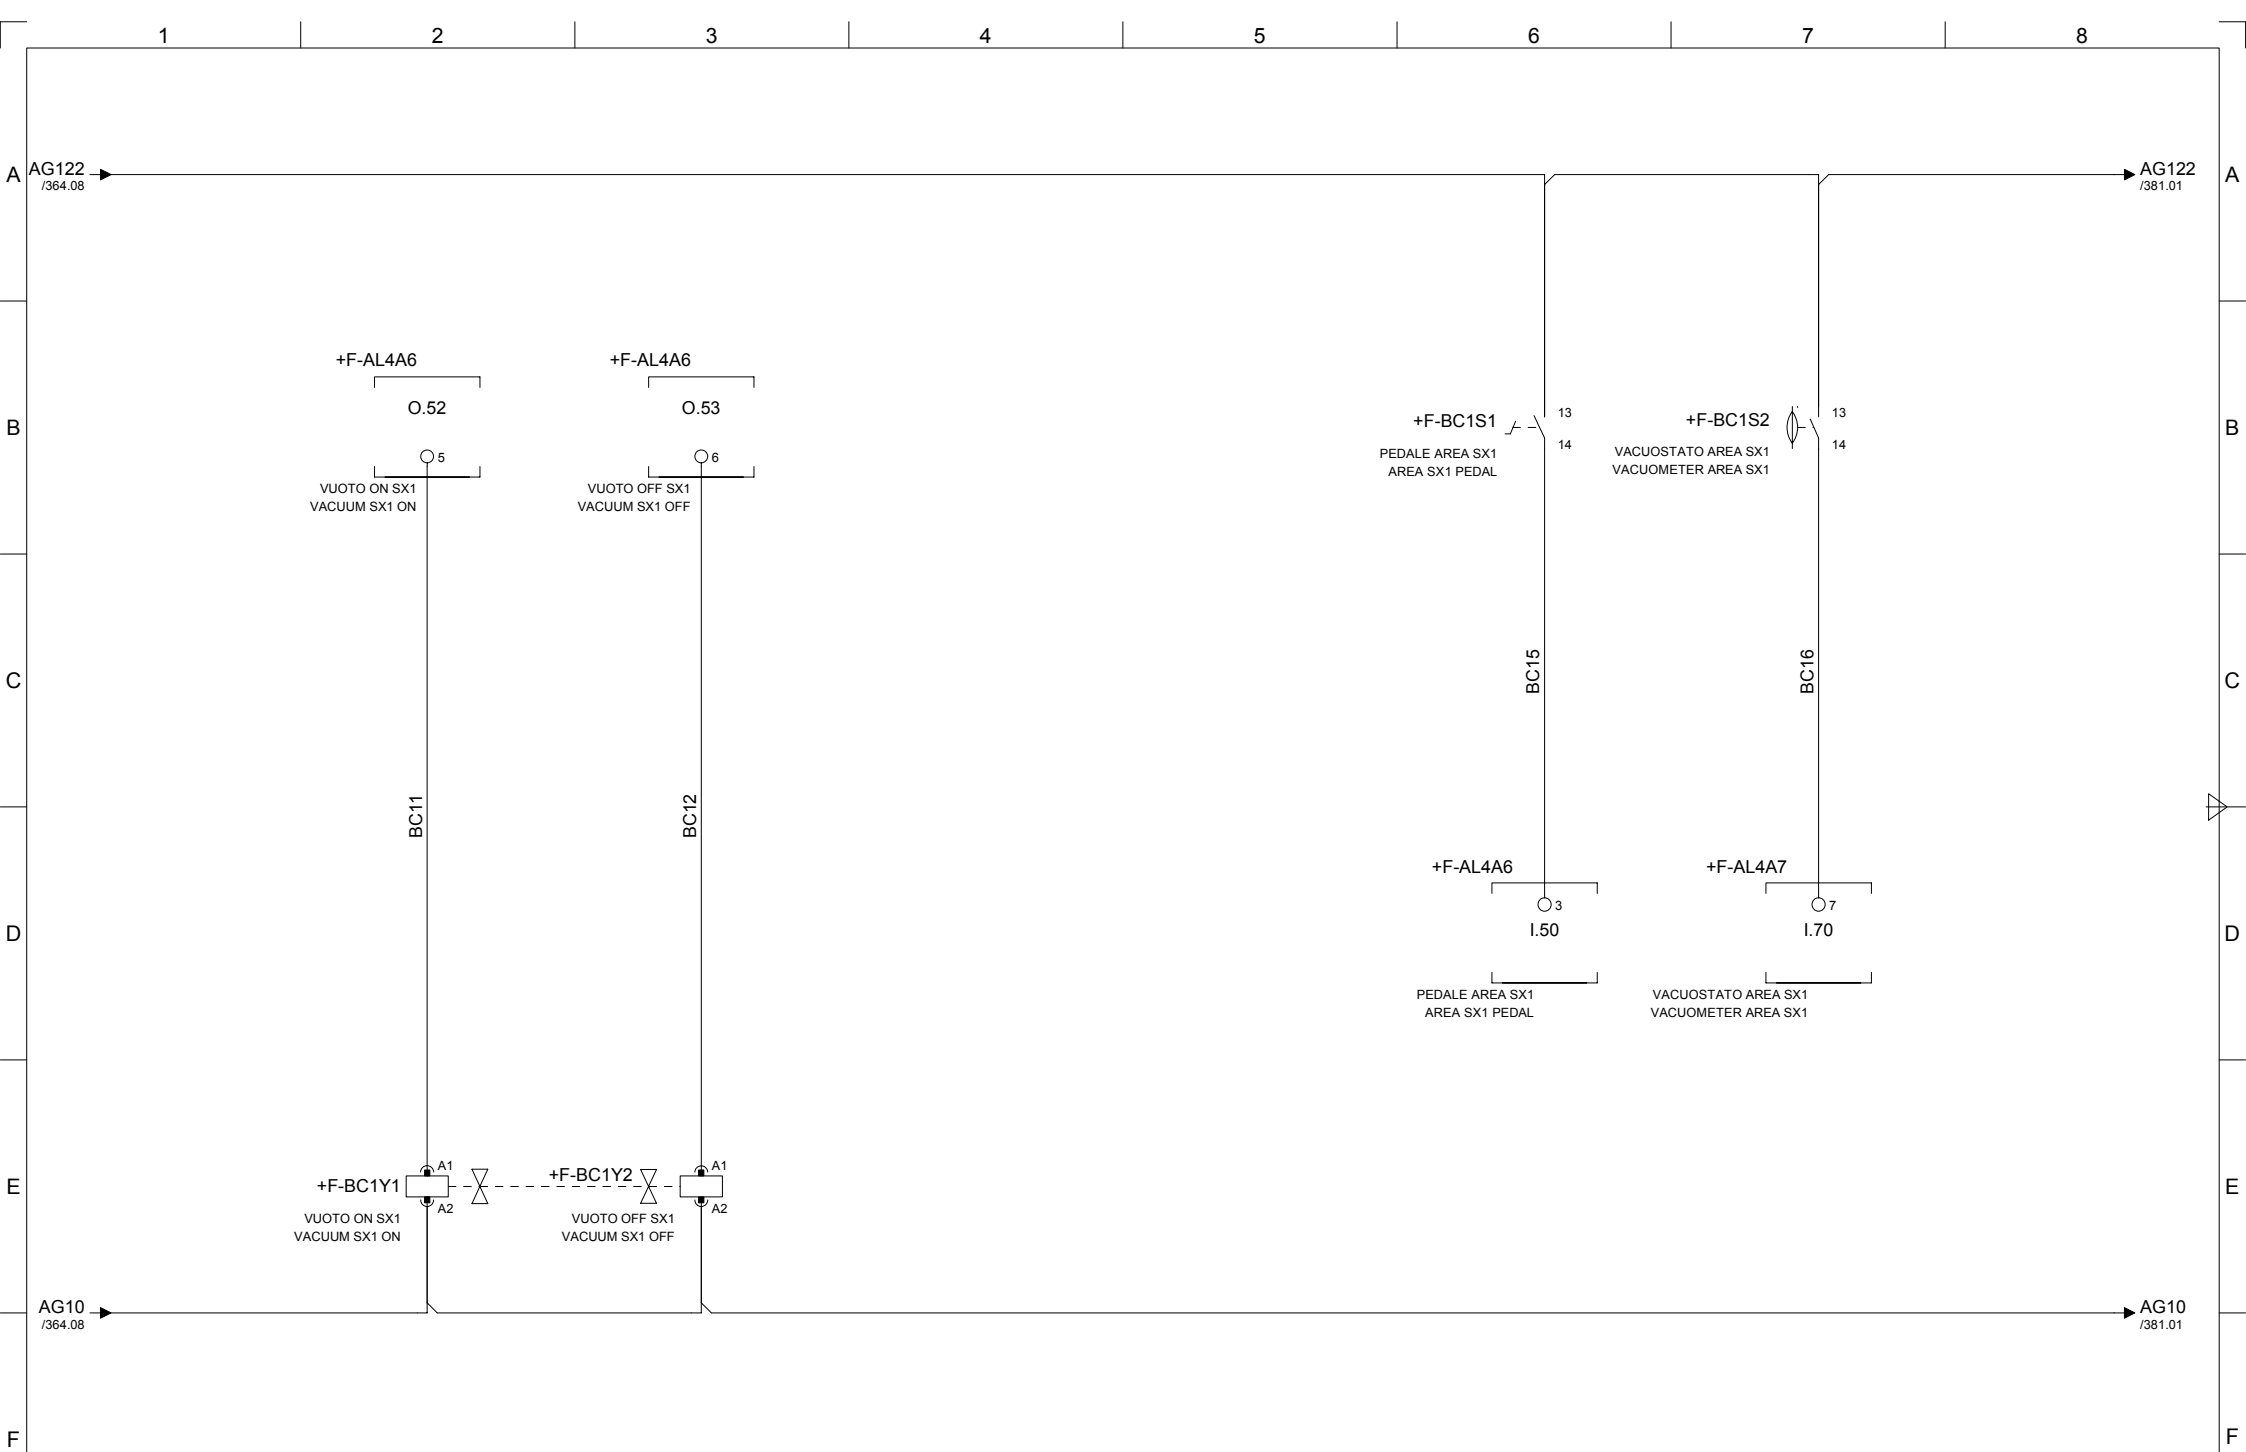 1 2 3 4 5 6 7 8
A AG122 AG122 A
/364.08 /381.01
+F-AL4A6 +F-AL4A6
O.52 O.53
5 6
VUOTO ON SX1 VUOTO OFF SX1
VACUUM SX1 ON VACUUM SX1 OFF
B B
+F-BC1S1 13 14
PEDALE AREA SX1
AREA SX1 PEDAL
+F-BC1S2 13 14
VACUOSTATO AREA SX1
VACUOMETER AREA SX1
C BC15 BC16 C
BC11 BC12
+F-AL4A6 +F-AL4A7
3 7
D I.50 I.70 D
PEDALE AREA SX1 VACUOSTATO AREA SX1
AREA SX1 PEDAL VACUOMETER AREA SX1
E +F-BC1Y1 A1 +F-BC1Y2 A1 E
A2 A2
VUOTO ON SX1 VUOTO OFF SX1
VACUUM SX1 ON VACUUM SX1 OFF
AG10 AG10
/364.08 /381.01
F F